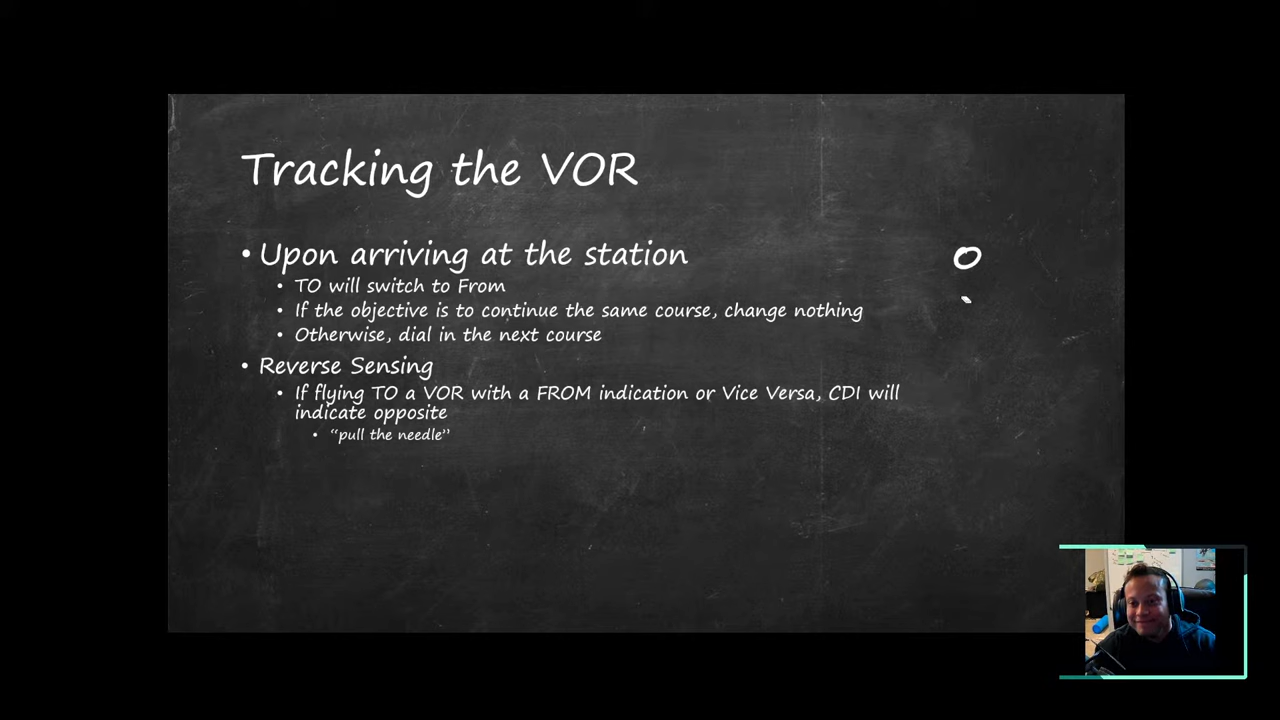 Tracking the VOR
• Upon arriving at the station
• TO will switch to From
• If the objective is to continue the same course, change nothing
• Otherwise, dial in the next course
• Reverse Sensing
• If flying TO a VOR with a FROM indication or Vice Versa, CDI will
indicate opposite
• “pull the needle”